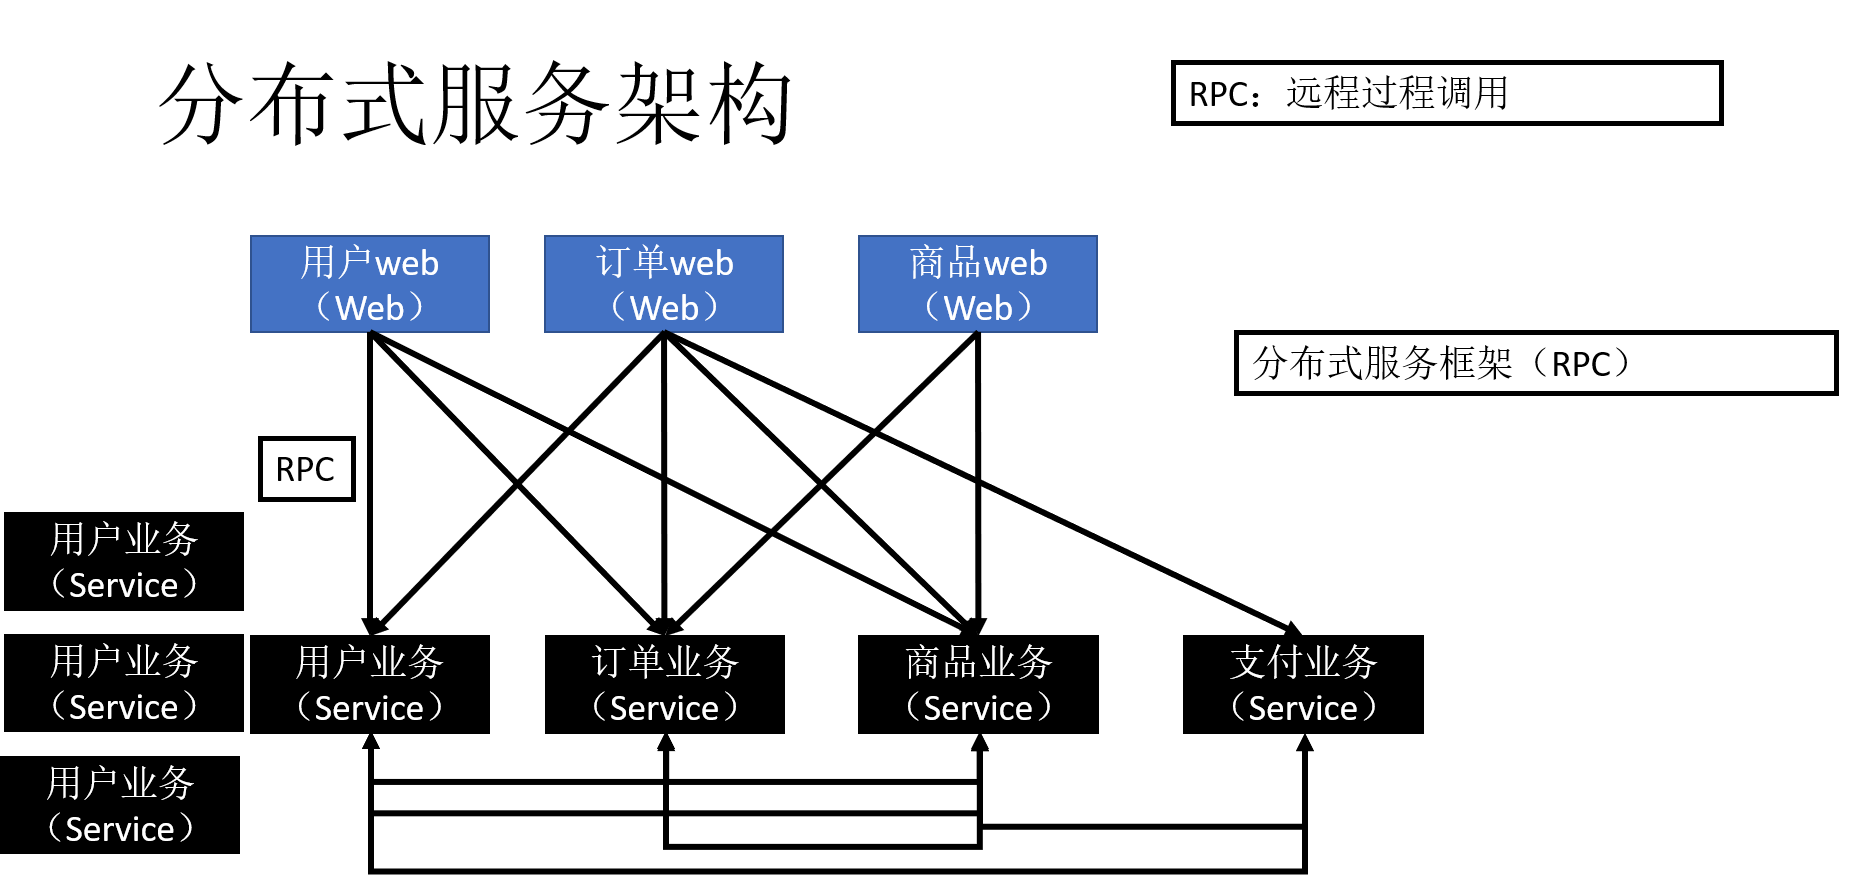 分布式服务架构
RPC：远程过程调用
用户web
（Web）
订单web
（Web）
商品web
（Web）
分布式服务框架（RPC）
RPC
用户业务
（Service）
用户业务
（Service）
用户业务
（Service）
订单业务
（Service）
商品业务
（Service）
支付业务
（Service）
用户业务
（Service）